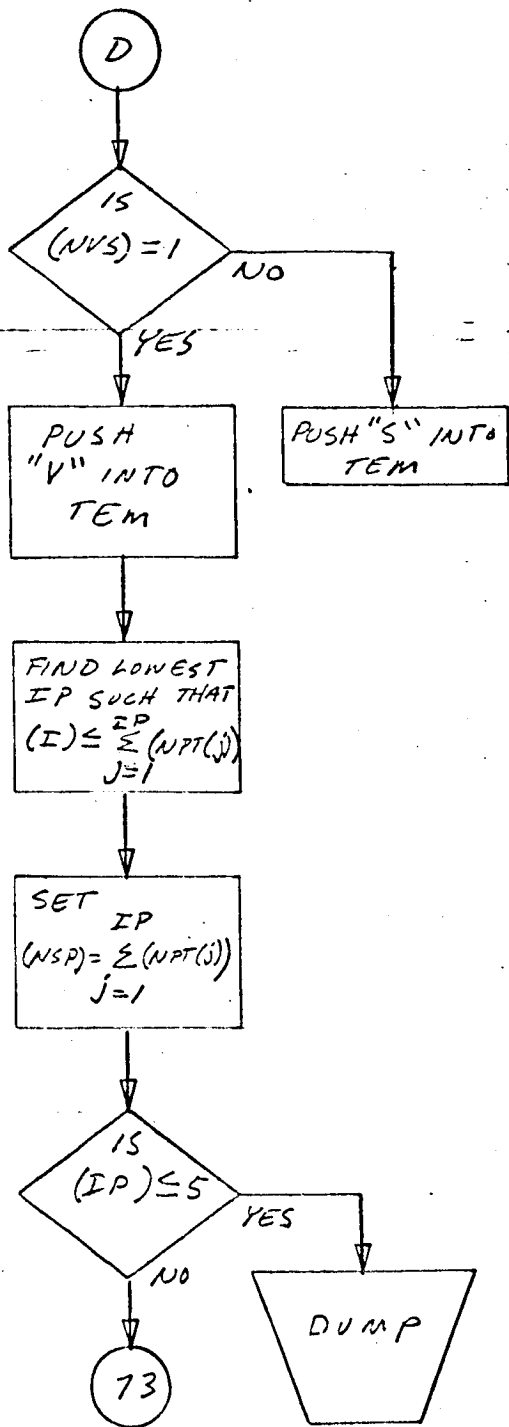 D
IS
(NVS) = 1
NO
YES
PUSH
"V" INTO
TEM
PUSH "S" INTO
TEM
FIND LOWEST
IP SUCH THAT
IP
(I) ≤ Σ (NPT(j))
j=1
SET
IP
(NSP) = Σ (NPT(j))
j=1
IS
(IP) ≤ 5
YES
NO
DUMP
73